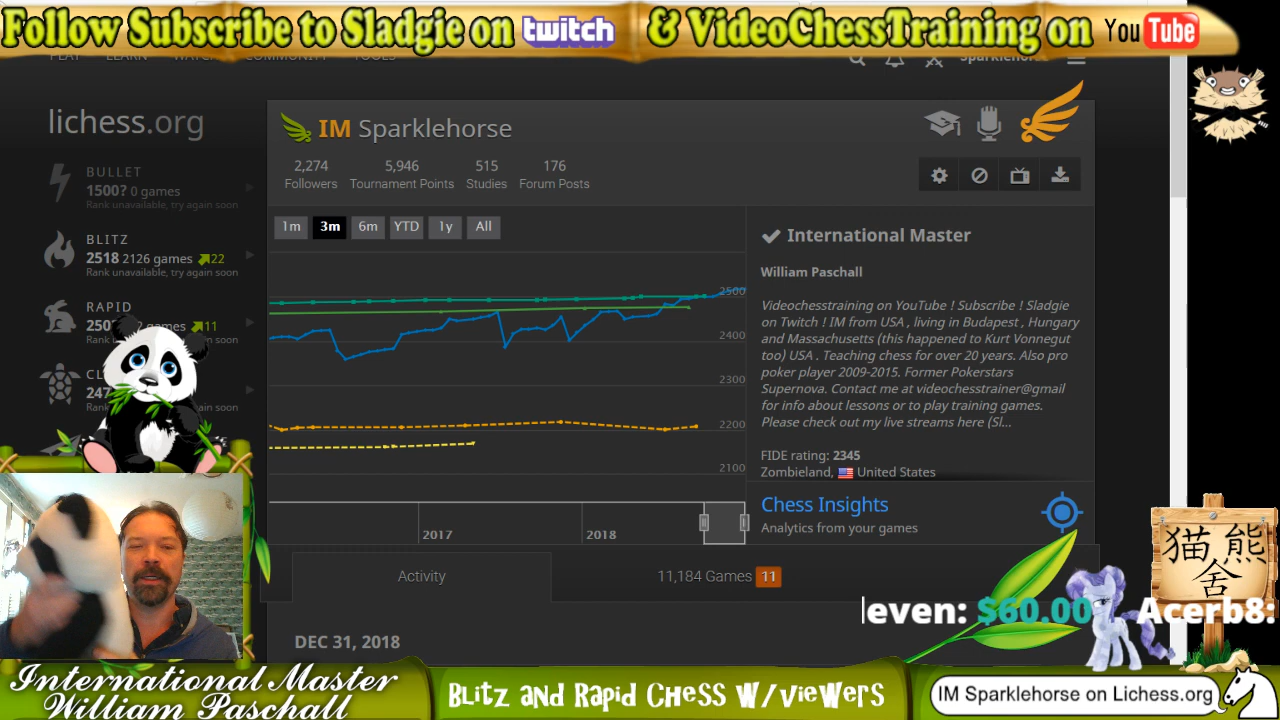 Follow Subscribe to Sladgie on twitch & VideoChessTraining on YouTube
PLAY LEARN WATCH COMMUNITY TOOLS
lichess.org
BULLET
1500? 0 games
Rank unavailable, try again soon
BLITZ
2518 2126 games 22
Rank unavailable, try again soon
RAPID
games 11
soon
IM Sparklehorse
2,274
Followers
5,946
Tournament Points
515
Studies
176
Forum Posts
1m 3m 6m YTD 1y All
2500
2400
2300
2200
2100
2017 2018
International Master
William Paschall
Videochesstraining on YouTube ! Subscribe ! Sladgie
on Twitch ! IM from USA , living in Budapest , Hungary
and Massachusetts (this happened to Kurt Vonnegut
too) USA . Teaching chess for over 20 years. Also pro
poker player 2009-2015. Former Pokerstars
Supernova. Contact me at videochesstrainer@gmail
for info about lessons or to play training games.
Please check out my live streams here (Sl...
FIDE rating: 2345
Zombieland, United States
Chess Insights
Analytics from your games
Activity
11,184 Games 11
DEC 31, 2018
猫熊
舍
leven: $60.00 Acerb8:
International Master
William Paschall
Blitz and Rapid Chess w/viewers
IM Sparklehorse on Lichess.org